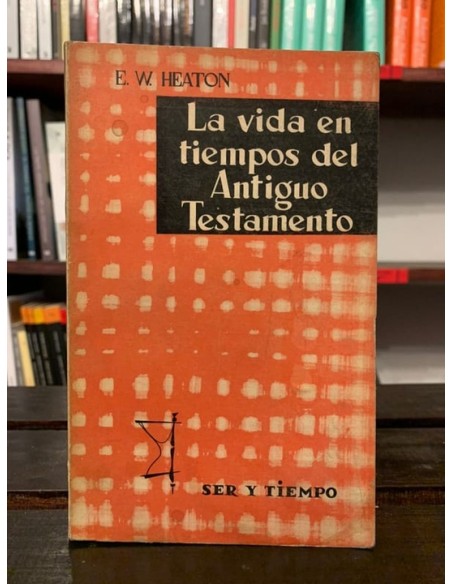 E. W. HEATON
La vida en
tiempos del
Antiguo
Testamento
SER Y TIEMPO